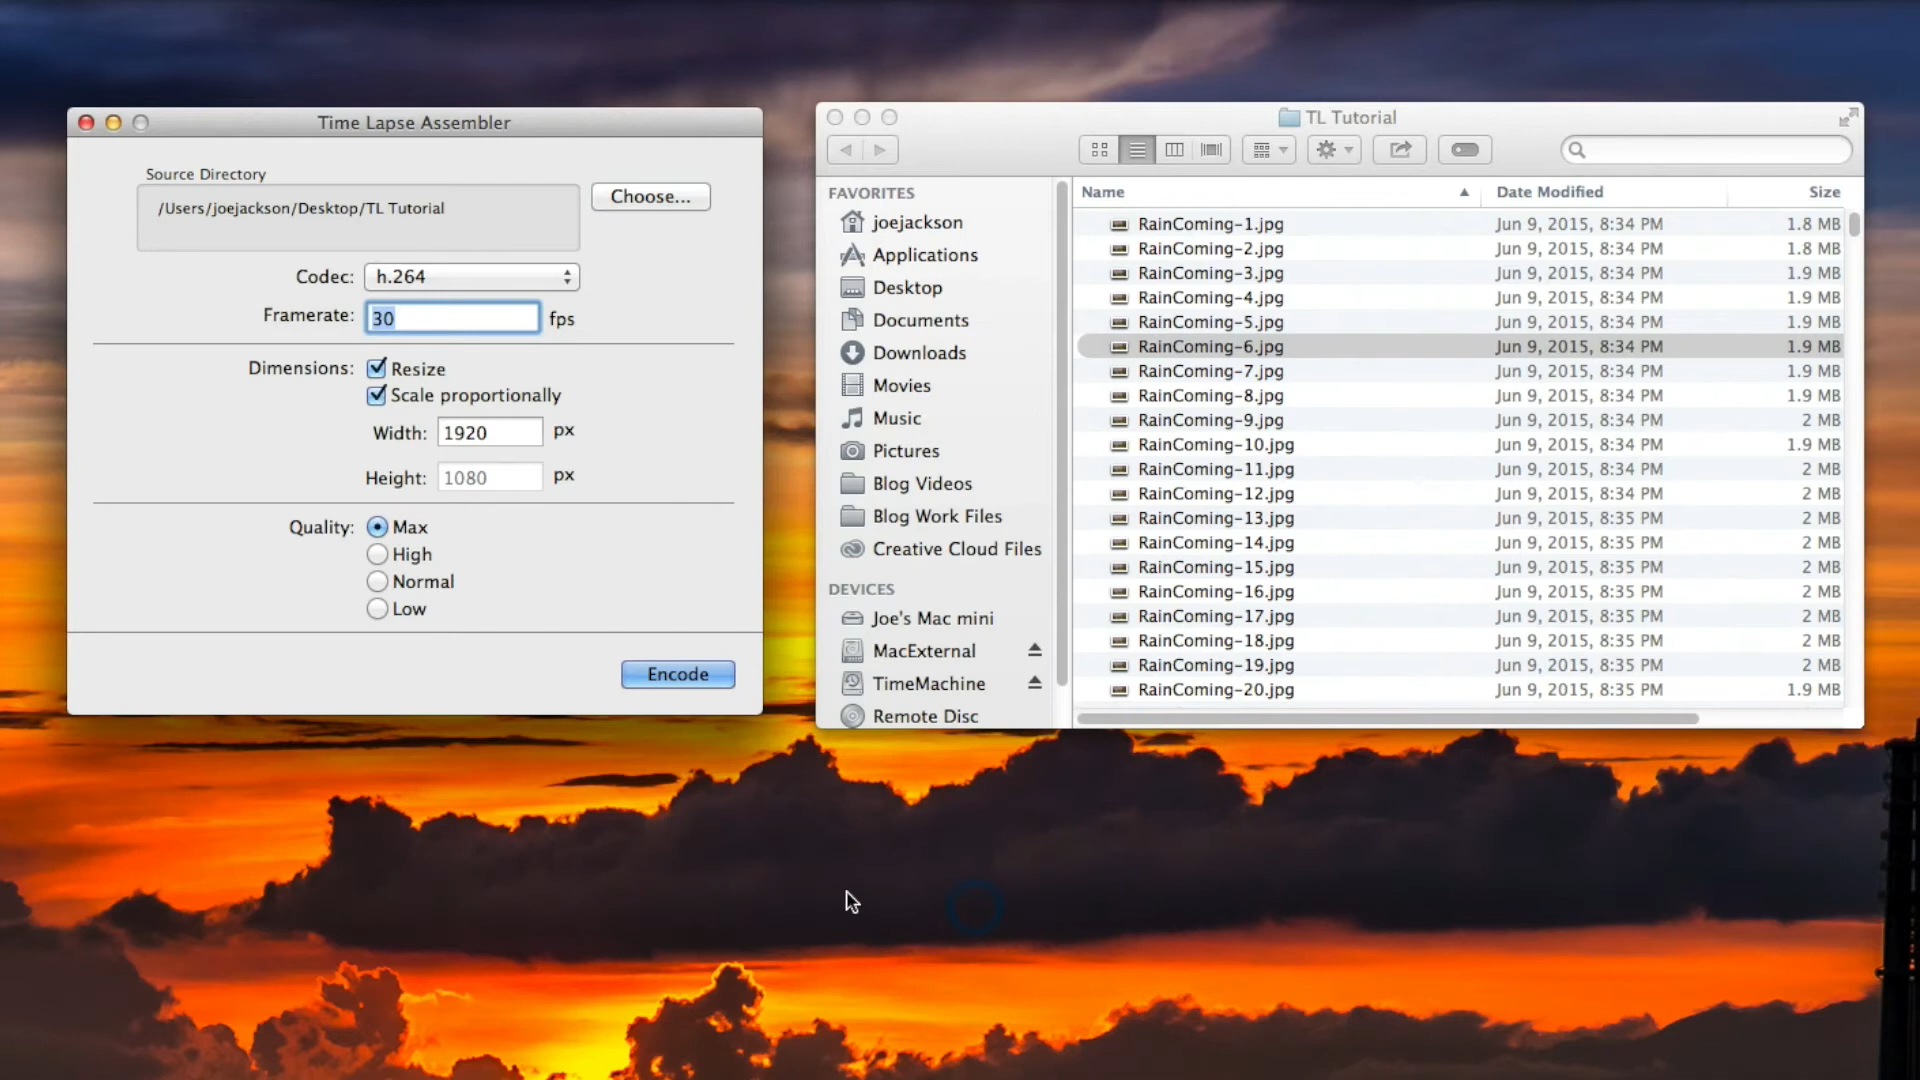 Time Lapse Assembler
Source Directory
/Users/joejackson/Desktop/TL Tutorial
Choose...
Codec: h.264
Framerate: 30 fps
Dimensions: Resize
Scale proportionally
Width: 1920 px
Height: 1080 px
Quality: Max
High
Normal
Low
Encode
TL Tutorial
FAVORITES
joejackson
Applications
Desktop
Documents
Downloads
Movies
Music
Pictures
Blog Videos
Blog Work Files
Creative Cloud Files
DEVICES
Joe's Mac mini
MacExternal
TimeMachine
Remote Disc
Name Date Modified Size
RainComing-1.jpg Jun 9, 2015, 8:34 PM 1.8 MB
RainComing-2.jpg Jun 9, 2015, 8:34 PM 1.8 MB
RainComing-3.jpg Jun 9, 2015, 8:34 PM 1.9 MB
RainComing-4.jpg Jun 9, 2015, 8:34 PM 1.9 MB
RainComing-5.jpg Jun 9, 2015, 8:34 PM 1.9 MB
RainComing-6.jpg Jun 9, 2015, 8:34 PM 1.9 MB
RainComing-7.jpg Jun 9, 2015, 8:34 PM 1.9 MB
RainComing-8.jpg Jun 9, 2015, 8:34 PM 1.9 MB
RainComing-9.jpg Jun 9, 2015, 8:34 PM 2 MB
RainComing-10.jpg Jun 9, 2015, 8:34 PM 1.9 MB
RainComing-11.jpg Jun 9, 2015, 8:34 PM 2 MB
RainComing-12.jpg Jun 9, 2015, 8:34 PM 2 MB
RainComing-13.jpg Jun 9, 2015, 8:35 PM 2 MB
RainComing-14.jpg Jun 9, 2015, 8:35 PM 2 MB
RainComing-15.jpg Jun 9, 2015, 8:35 PM 2 MB
RainComing-16.jpg Jun 9, 2015, 8:35 PM 2 MB
RainComing-17.jpg Jun 9, 2015, 8:35 PM 2 MB
RainComing-18.jpg Jun 9, 2015, 8:35 PM 2 MB
RainComing-19.jpg Jun 9, 2015, 8:35 PM 2 MB
RainComing-20.jpg Jun 9, 2015, 8:35 PM 1.9 MB